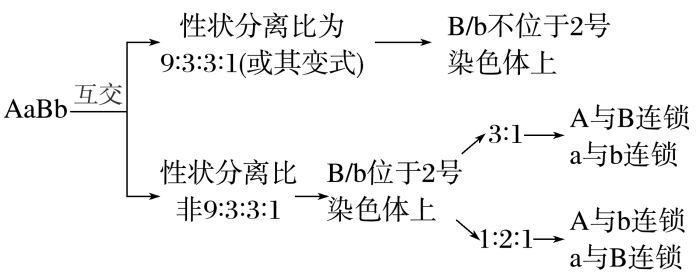 AaBb
互交
性状分离比为
9∶3∶3∶1(或其变式)
B/b不位于2号
染色体上
性状分离比
非9∶3∶3∶1
B/b位于2号
染色体上
3∶1
A与B连锁
a与b连锁
1∶2∶1
A与b连锁
a与B连锁